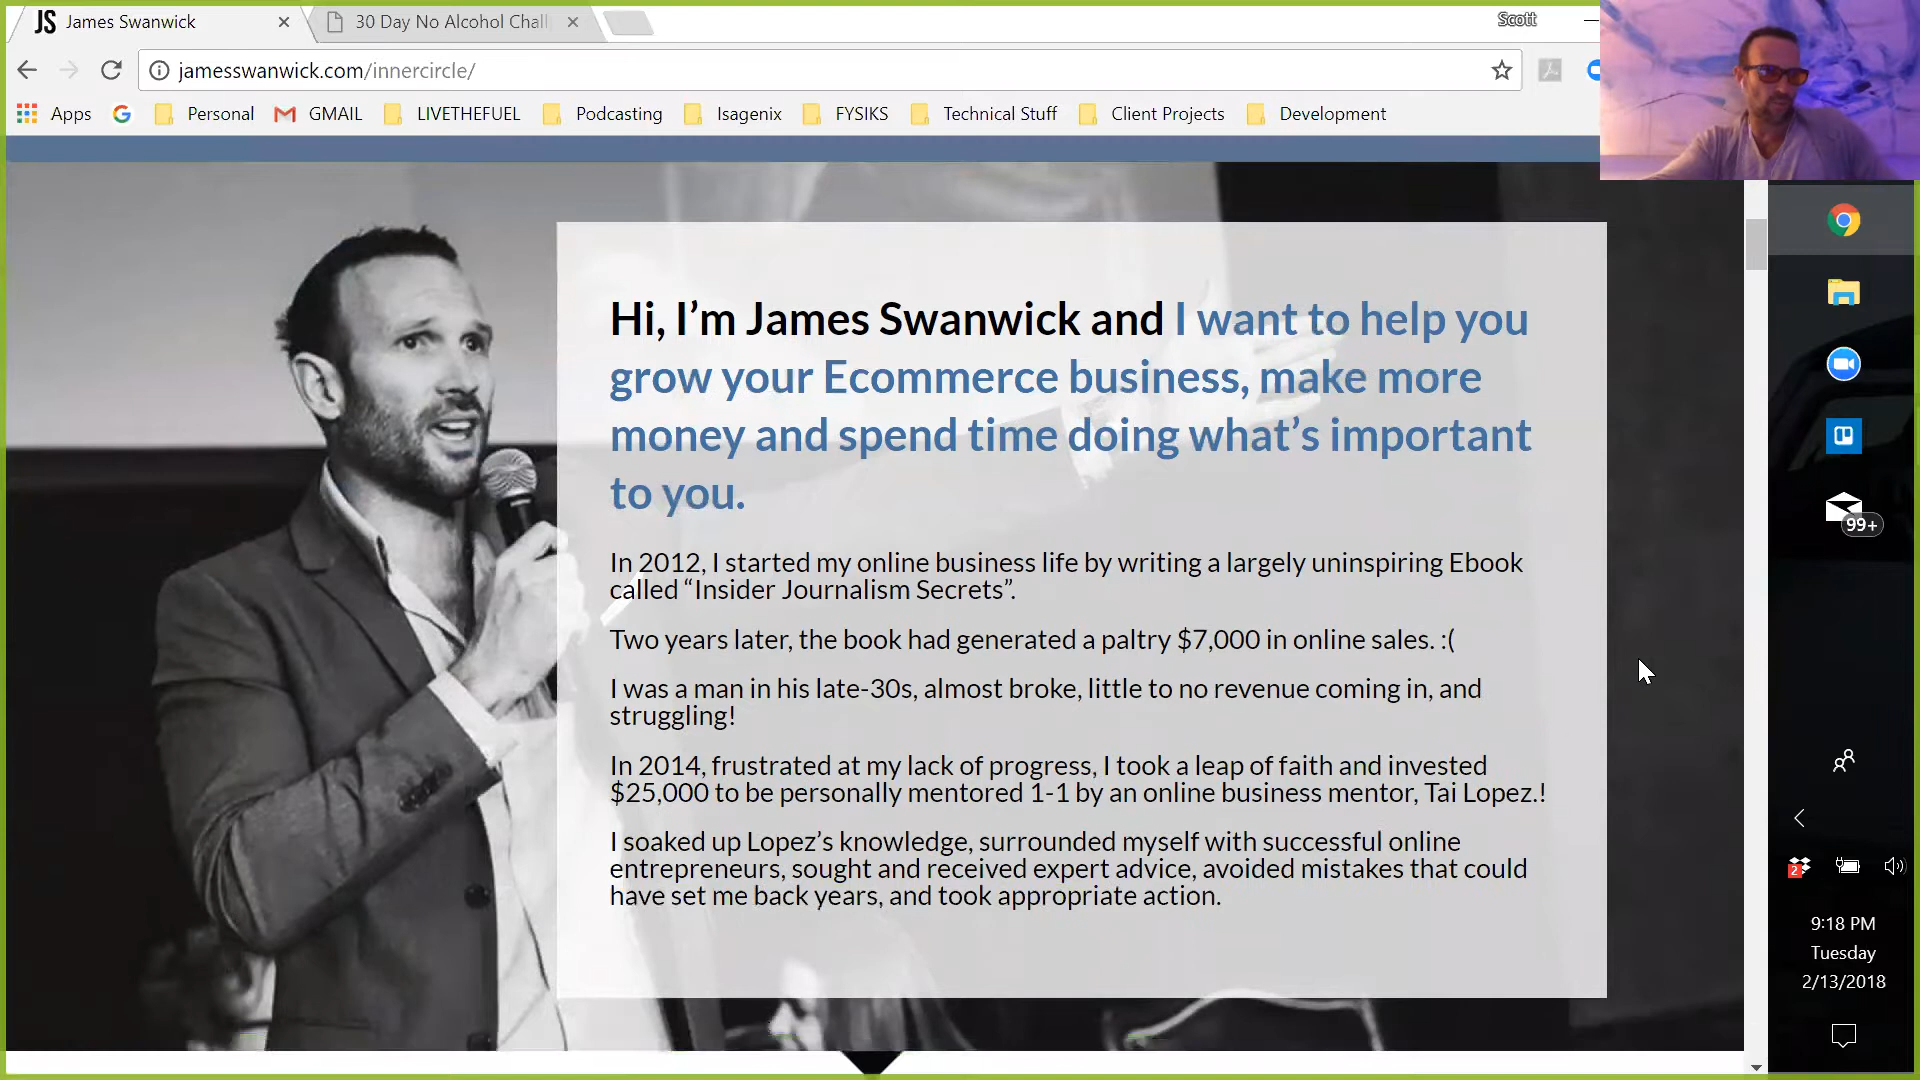 JS James Swanwick
30 Day No Alcohol Chall
Scott
jamesswanwick.com/innercircle/
Apps Personal GMAIL LIVETHEFUEL Podcasting Isagenix FYSIKS Technical Stuff Client Projects Development
Hi, I’m James Swanwick and I want to help you
grow your Ecommerce business, make more
money and spend time doing what’s important
to you.
In 2012, I started my online business life by writing a largely uninspiring Ebook
called “Insider Journalism Secrets”.
Two years later, the book had generated a paltry $7,000 in online sales. :(
I was a man in his late-30s, almost broke, little to no revenue coming in, and
struggling!
In 2014, frustrated at my lack of progress, I took a leap of faith and invested
$25,000 to be personally mentored 1-1 by an online business mentor, Tai Lopez.!
I soaked up Lopez’s knowledge, surrounded myself with successful online
entrepreneurs, sought and received expert advice, avoided mistakes that could
have set me back years, and took appropriate action.
99+
2
9:18 PM
Tuesday
2/13/2018